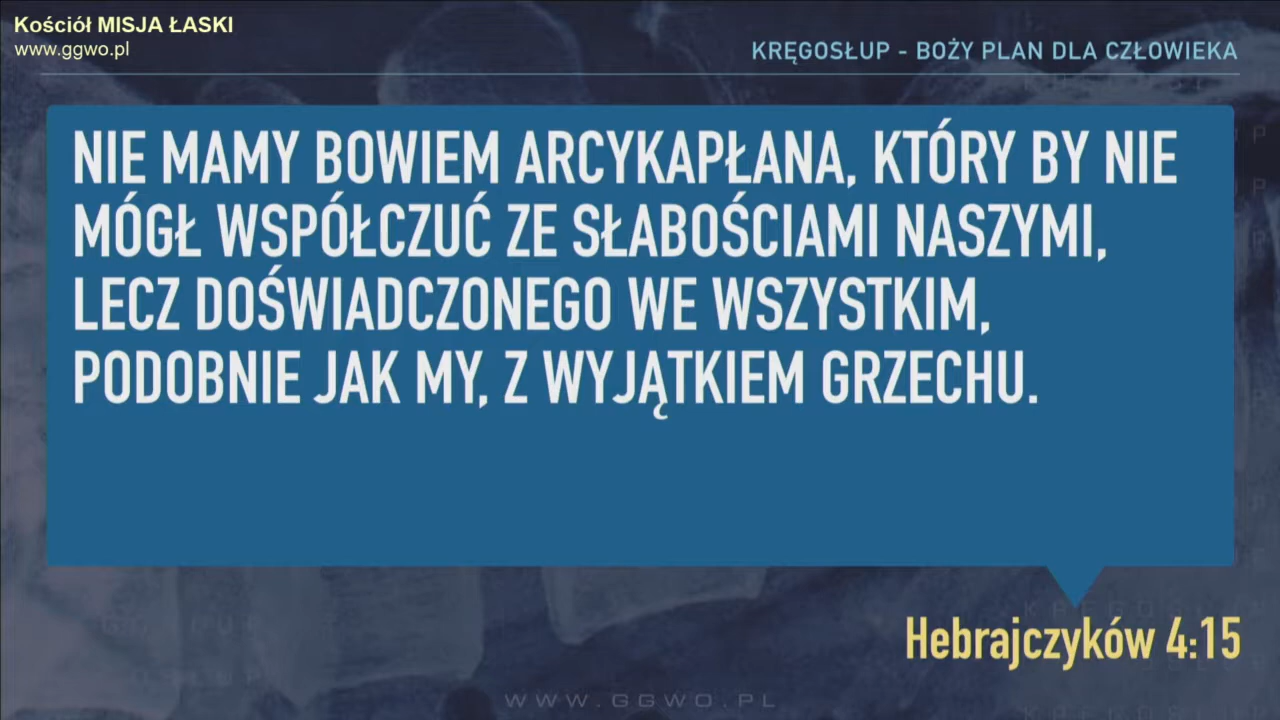 Kościół MISJA ŁASKI
www.ggwo.pl
KRĘGOSŁUP - BOŻY PLAN DLA CZŁOWIEKA
NIE MAMY BOWIEM ARCYKAPŁANA, KTÓRY BY NIE
MÓGŁ WSPÓŁCZUĆ ZE SŁABOŚCIAMI NASZYMI,
LECZ DOŚWIADCZONEGO WE WSZYSTKIM,
PODOBNIE JAK MY, Z WYJĄTKIEM GRZECHU.
Hebrajczyków 4:15
WWW.GGWO.PL